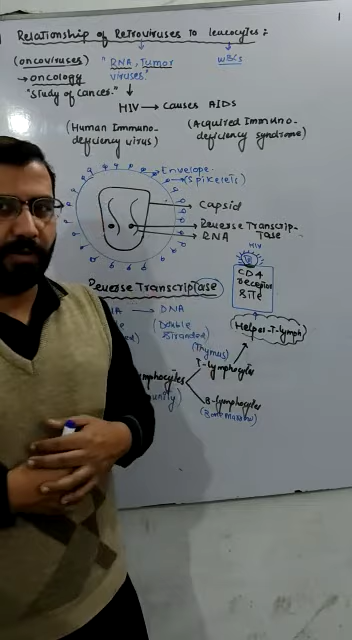 Relationship of Retroviruses to leucocytes:
(oncoviruses) "RNA, Tumor viruses."
WBCs
→ oncology
"Study of Cancer."
HIV → Causes AIDS
(Human Immuno-deficiency virus)
(Acquired Immuno-deficiency syndrome)
Envelope
(Spikelets)
Capsid
Reverse Transcriptase
RNA
HIV
CD4 Receptor Site
Reverse Transcriptase
→ DNA
(Double Stranded)
Helper-T-lymph
(Thymus)
T-lymphocytes
B-lymphocytes
(Bone marrow)